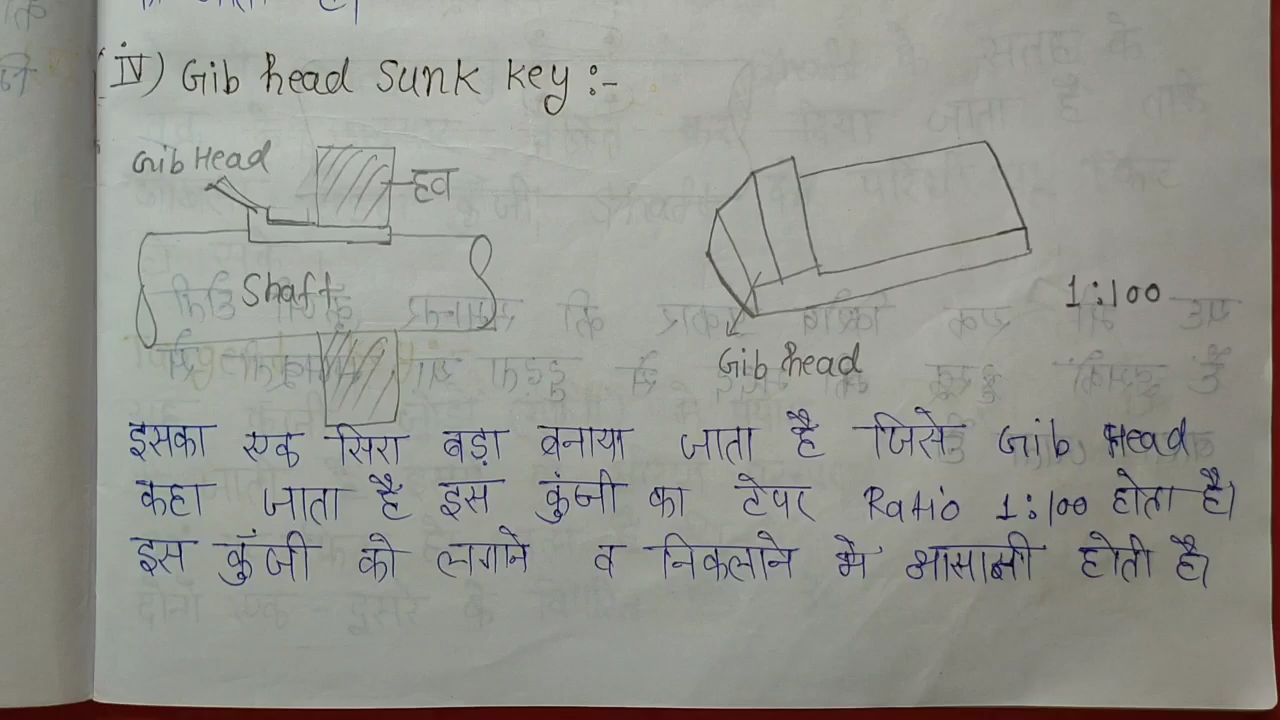 (iv) Gib head sunk key :-
Gib Head
हव
Shaft
1:100
Gib head
इसका एक सिरा बड़ा बनाया जाता है जिसे Gib Head
कहा जाता है इस कुंजी का टेपर Ratio 1:100 होता है।
इस कुँजी को लगाने व निकलाने मे आसानी होती है।